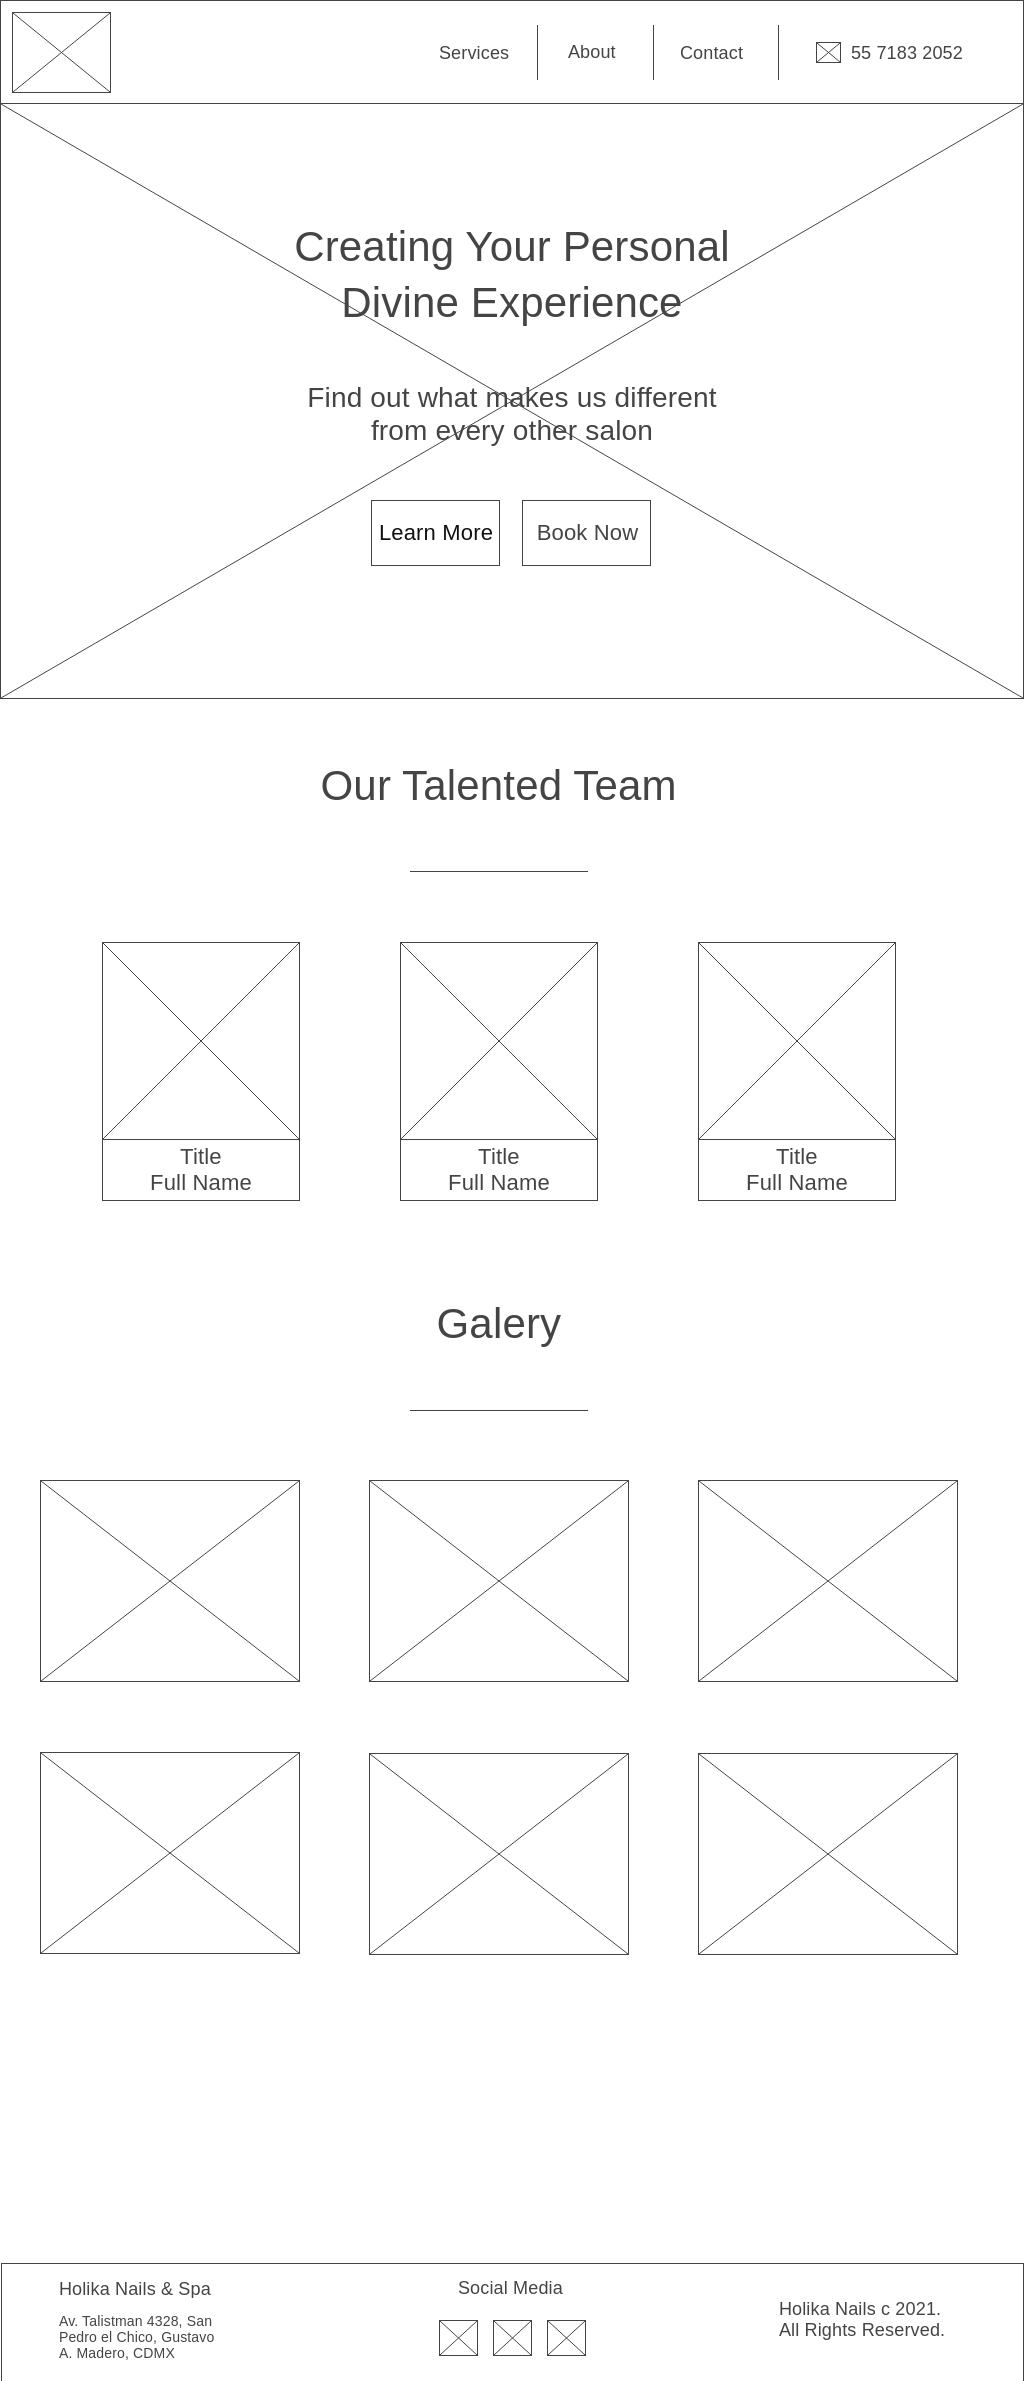 Services
About
Contact
55 7183 2052
Creating Your Personal
Divine Experience
Find out what makes us different
from every other salon
Learn More
Book Now
Our Talented Team
Title
Full Name
Title
Full Name
Title
Full Name
Galery
Holika Nails & Spa
Av. Talistman 4328, San
Pedro el Chico, Gustavo
A. Madero, CDMX
Social Media
Holika Nails c 2021.
All Rights Reserved.